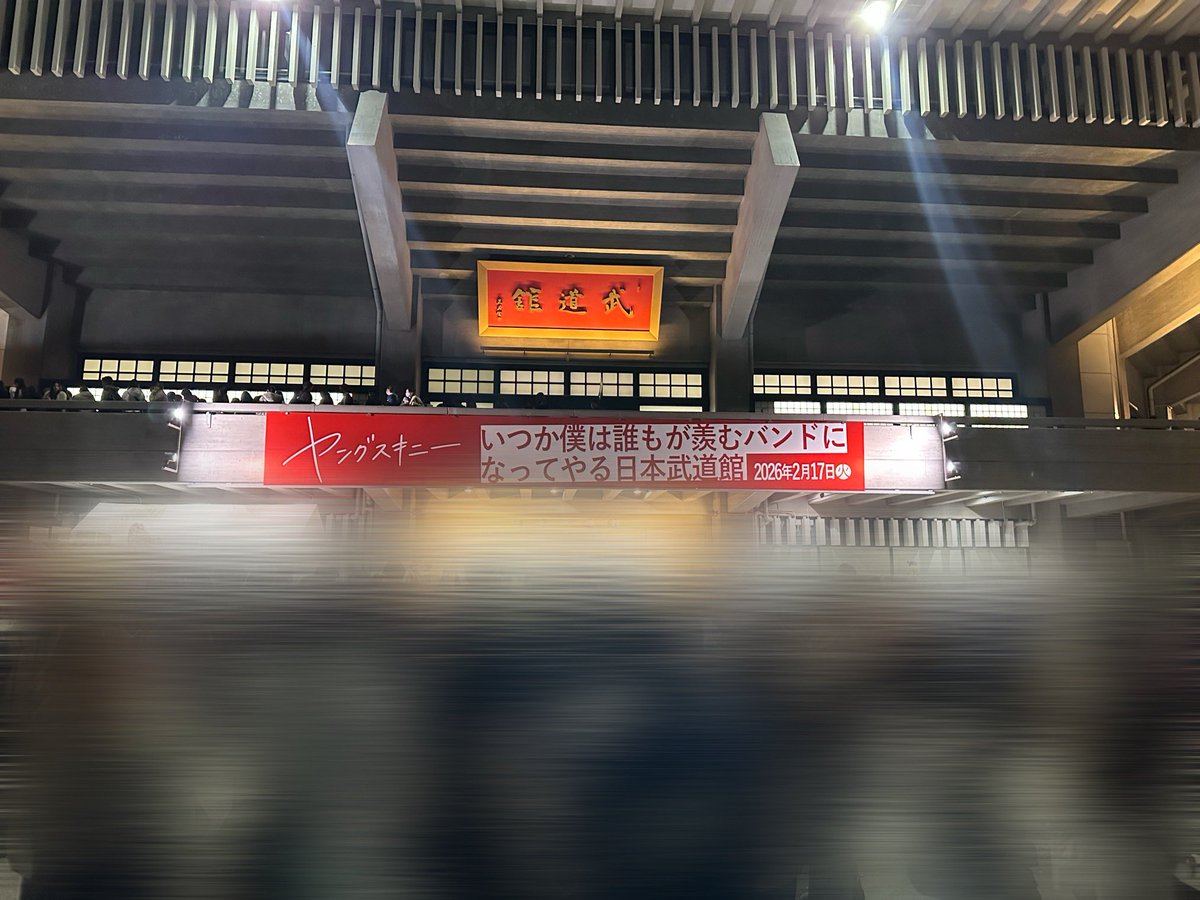 武道館
ヤングスキニー
いつか僕は誰もが羨むバンドに
なってやる日本武道館 2026年2月17日火